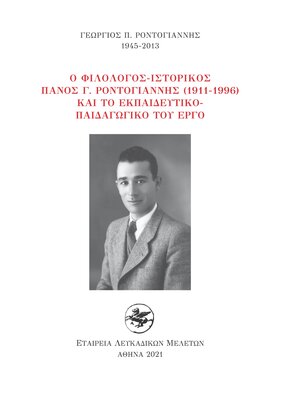 ΓΕΩΡΓΙΟΣ Π. ΡΟΝΤΟΓΙΑΝΝΗΣ
1945-2013
Ο ΦΙΛΟΛΟΓΟΣ-ΙΣΤΟΡΙΚΟΣ
ΠΑΝΟΣ Γ. ΡΟΝΤΟΓΙΑΝΝΗΣ (1911-1996)
ΚΑΙ ΤΟ ΕΚΠΑΙΔΕΥΤΙΚΟ-
ΠΑΙΔΑΓΩΓΙΚΟ ΤΟΥ ΕΡΓΟ
ΕΤΑΙΡΕΙΑ ΛΕΥΚΑΔΙΚΩΝ ΜΕΛΕΤΩΝ
ΑΘΗΝΑ 2021